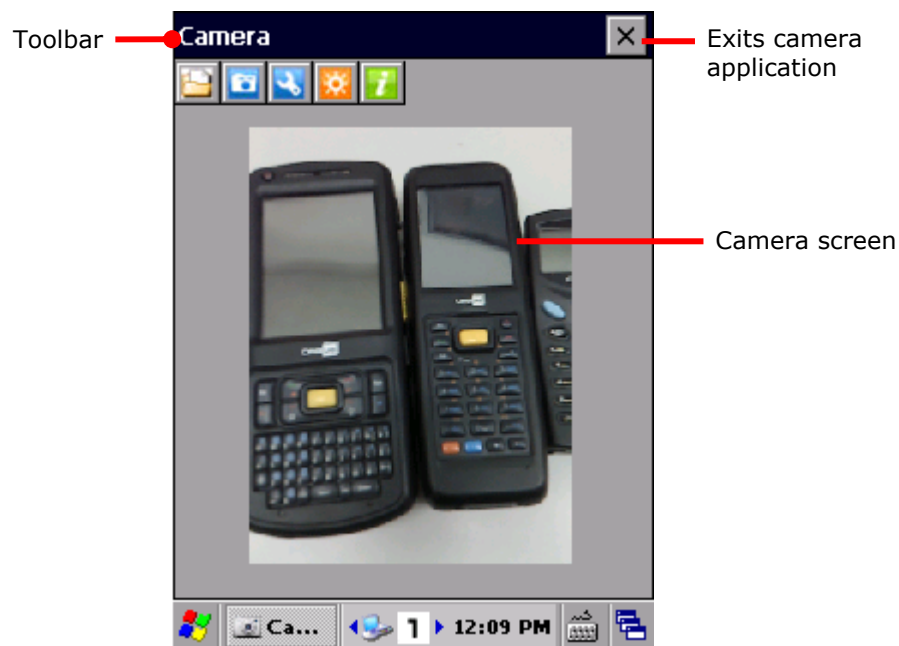 Toolbar
Camera
Exits camera
application
Camera screen
Ca...
1
12:09 PM